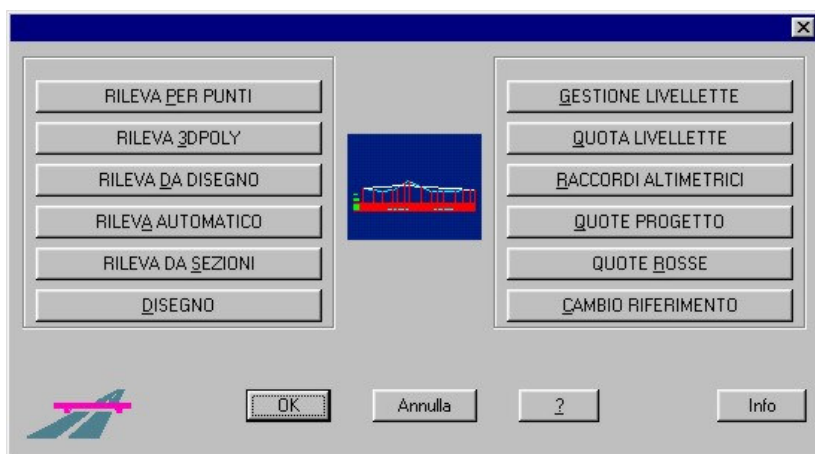 RILEVA PER PUNTI
RILEVA 3DPOLY
RILEVA DA DISEGNO
RILEVA AUTOMATICO
RILEVA DA SEZIONI
DISEGNO
GESTIONE LIVELLETTE
QUOTA LIVELLETTE
RACCORDI ALTIMETRICI
QUOTE PROGETTO
QUOTE ROSSE
CAMBIO RIFERIMENTO
OK
Annulla
?
Info